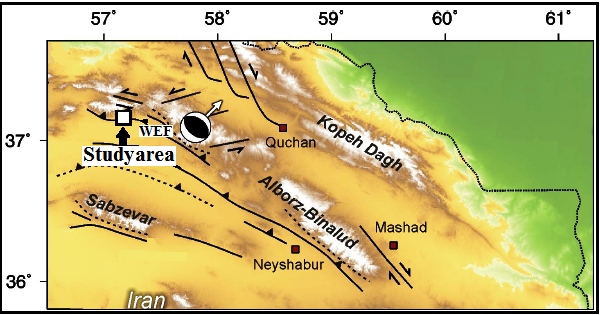 57° 58° 59° 60° 61°
37°
36°
WEF
Studyarea
Quchan
Kopeh Dagh
Alborz-Binalud
Sabzevar
Mashad
Neyshabur
Iran